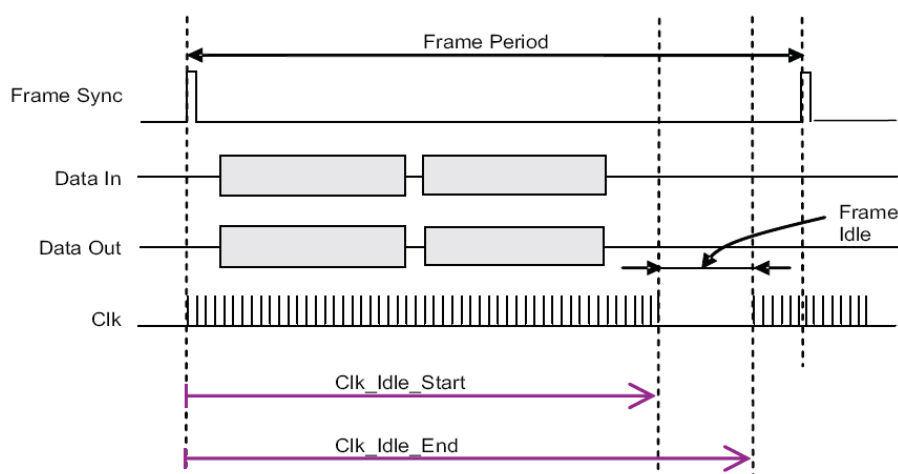 Frame Period
Frame Sync
Data In
Data Out
Frame
Idle
Clk
Clk_Idle_Start
Clk_Idle_End